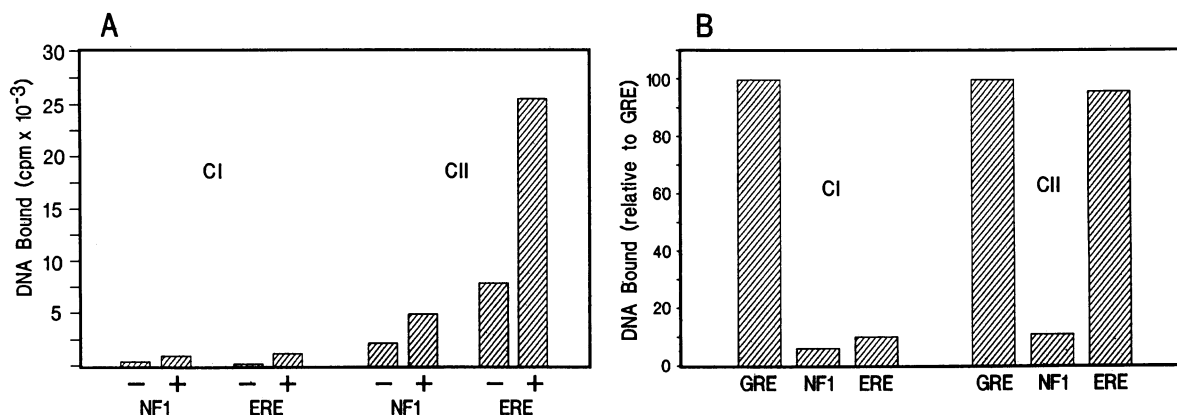 A
DNA Bound (cpm x 10⁻³)
30
25
20
15
10
5
CI
CII
− + − + − + − +
NF1 ERE NF1 ERE
B
DNA Bound (relative to GRE)
100
80
60
40
20
0
CI
CII
GRE NF1 ERE GRE NF1 ERE